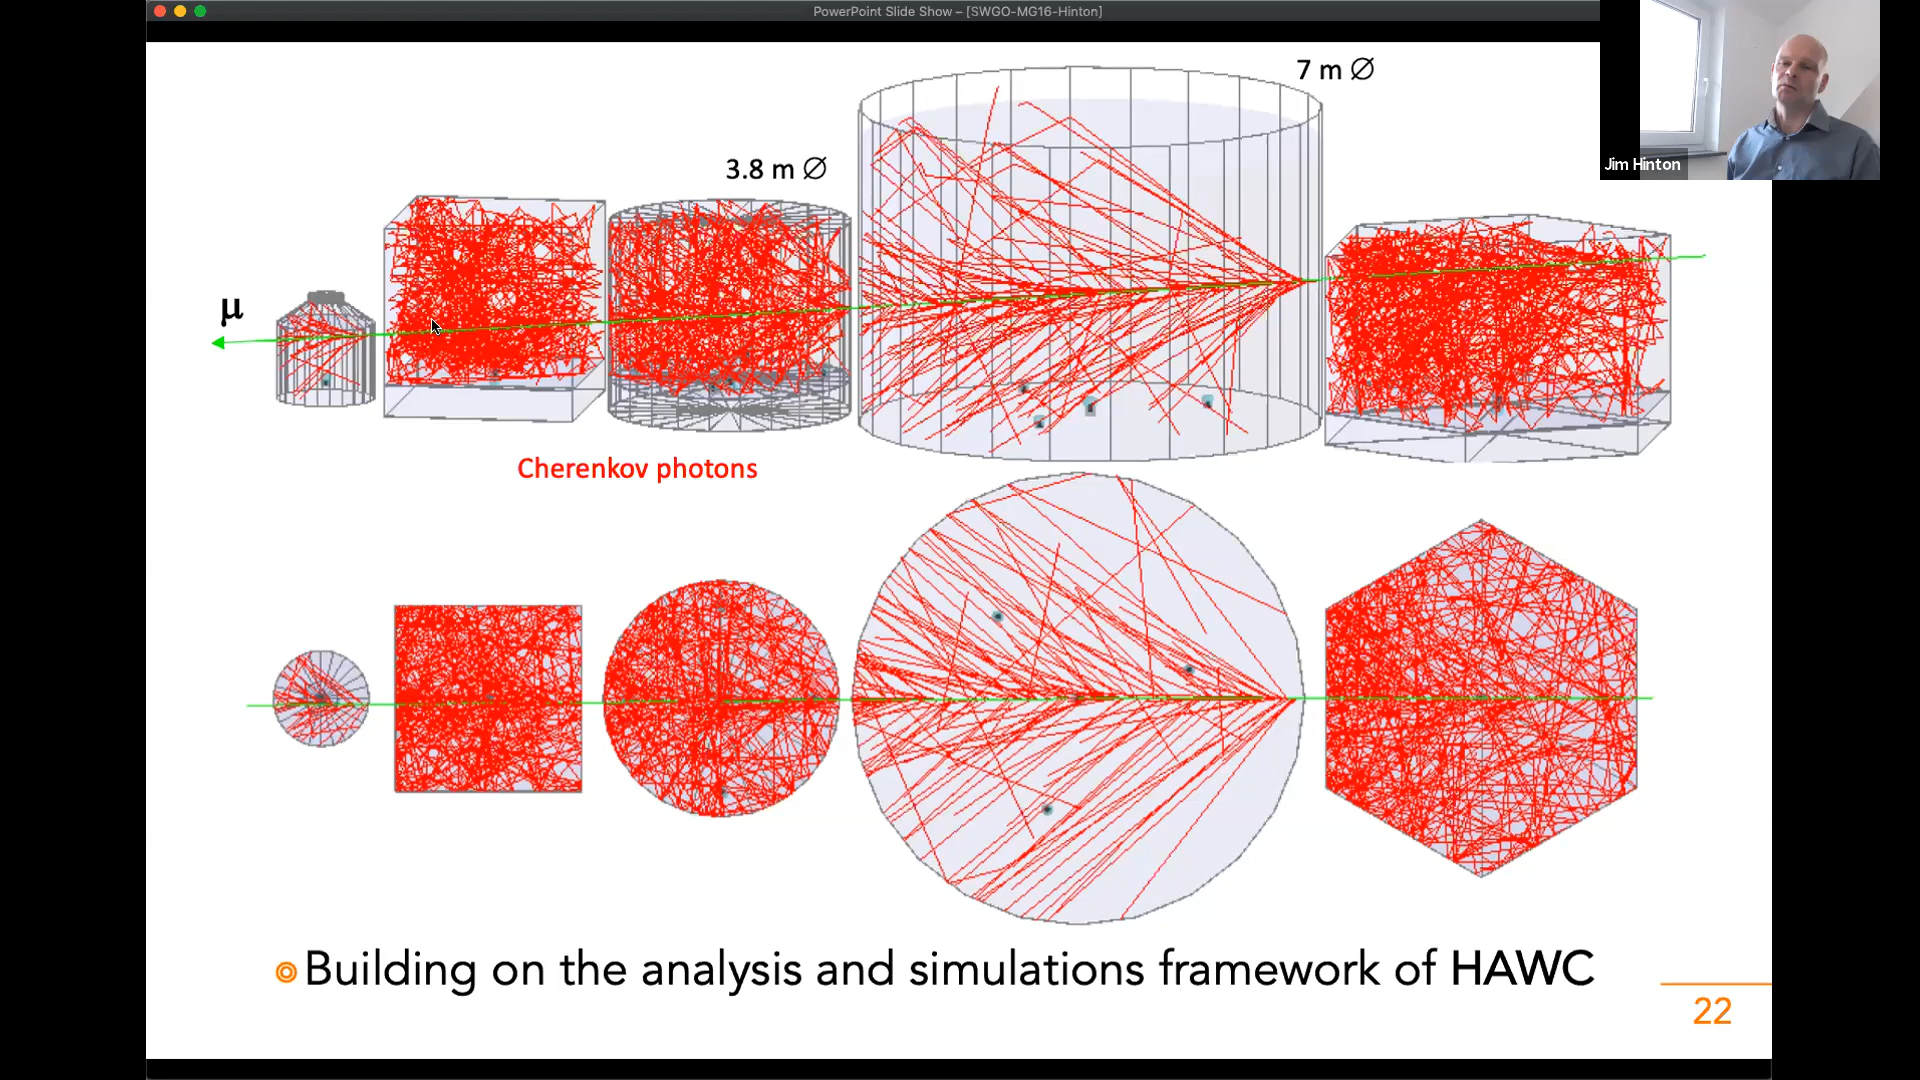 PowerPoint Slide Show – [SWGO-MG16-Hinton]
7 m ∅
3.8 m ∅
Jim Hinton
μ
Cherenkov photons
Building on the analysis and simulations framework of HAWC
22